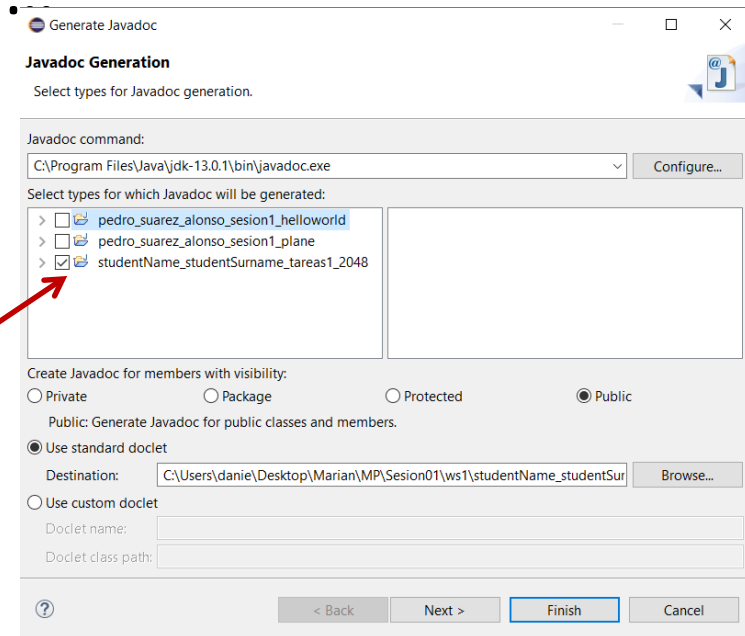 Generate Javadoc
Javadoc Generation
Select types for Javadoc generation.
@
J
Javadoc command:
C:\Program Files\Java\jdk-13.0.1\bin\javadoc.exe
Configure...
Select types for which Javadoc will be generated:
pedro_suarez_alonso_sesion1_helloworld
pedro_suarez_alonso_sesion1_plane
studentName_studentSurname_tareas1_2048
Create Javadoc for members with visibility:
Private Package Protected Public
Public: Generate Javadoc for public classes and members.
Use standard doclet
Destination: C:\Users\danie\Desktop\Marian\MP\Sesion01\ws1\studentName_studentSur Browse...
Use custom doclet
Doclet name:
Doclet class path:
? < Back Next > Finish Cancel